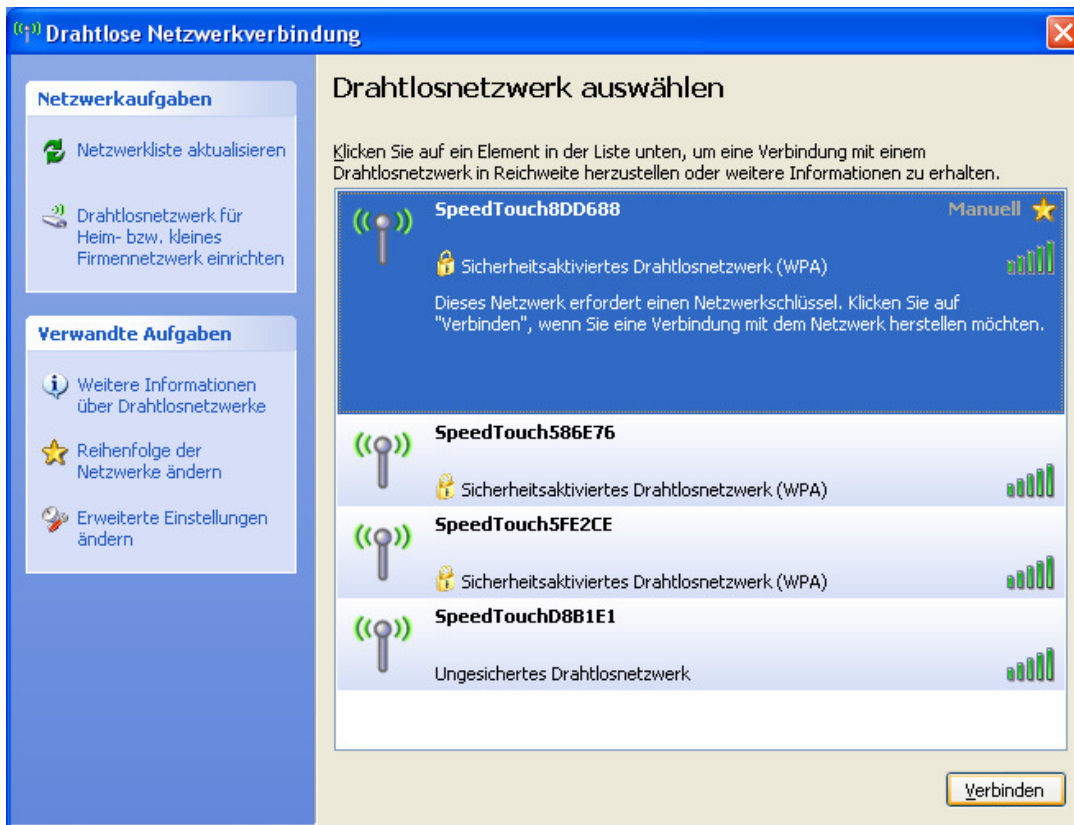 Drahtlose Netzwerkverbindung
Netzwerkaufgaben
Netzwerkliste aktualisieren
Drahtlosnetzwerk für
Heim- bzw. kleines
Firmennetzwerk einrichten
Verwandte Aufgaben
Weitere Informationen
über Drahtlosnetzwerke
Reihenfolge der
Netzwerke ändern
Erweiterte Einstellungen
ändern
Drahtlosnetzwerk auswählen
Klicken Sie auf ein Element in der Liste unten, um eine Verbindung mit einem
Drahtlosnetzwerk in Reichweite herzustellen oder weitere Informationen zu erhalten.
SpeedTouch8DD688 Manuell
Sicherheitsaktiviertes Drahtlosnetzwerk (WPA)
Dieses Netzwerk erfordert einen Netzwerkschlüssel. Klicken Sie auf
"Verbinden", wenn Sie eine Verbindung mit dem Netzwerk herstellen möchten.
SpeedTouch586E76
Sicherheitsaktiviertes Drahtlosnetzwerk (WPA)
SpeedTouch5FE2CE
Sicherheitsaktiviertes Drahtlosnetzwerk (WPA)
SpeedTouchD8B1E1
Ungesichertes Drahtlosnetzwerk
Verbinden